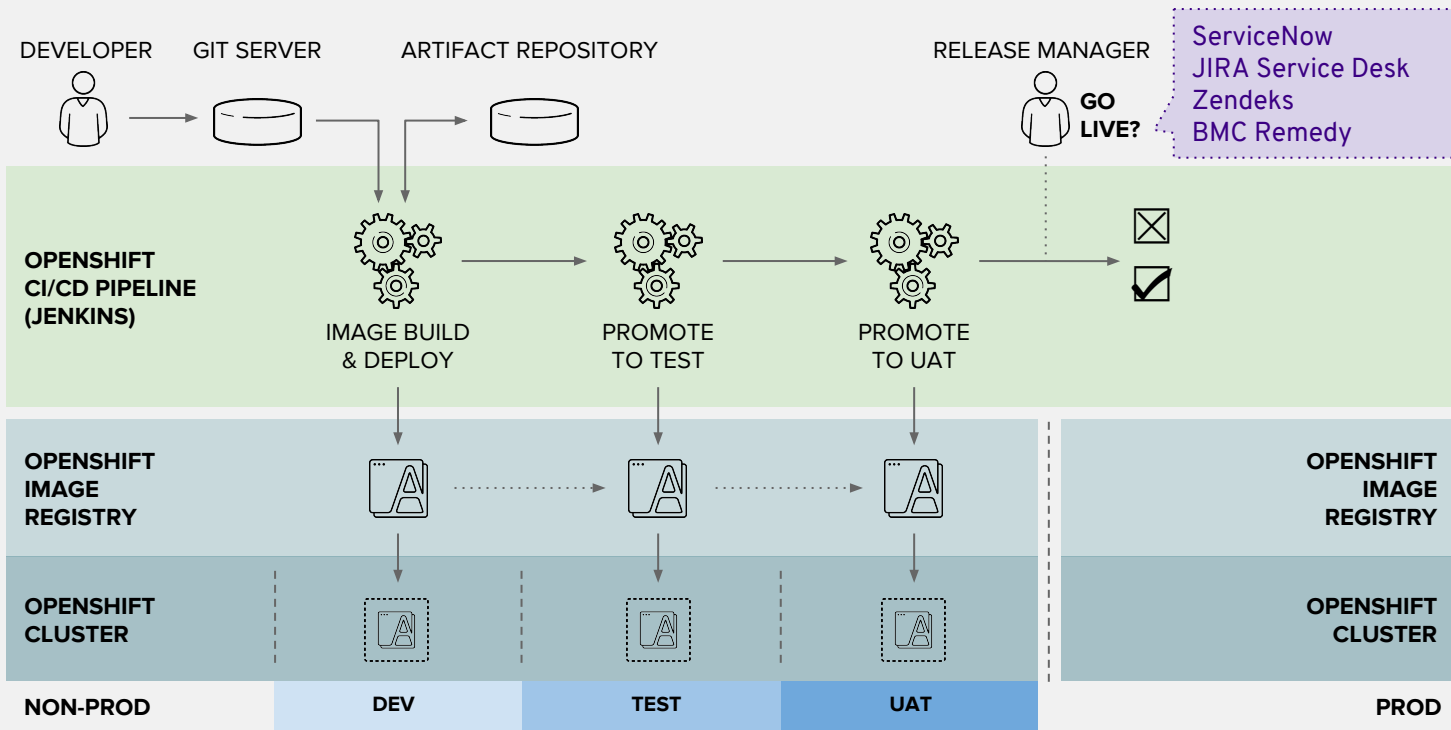 DEVELOPER
GIT SERVER
ARTIFACT REPOSITORY
RELEASE MANAGER
GO
LIVE?
ServiceNow
JIRA Service Desk
Zendeks
BMC Remedy
OPENSHIFT
CI/CD PIPELINE
(JENKINS)
IMAGE BUILD
& DEPLOY
PROMOTE
TO TEST
PROMOTE
TO UAT
OPENSHIFT
IMAGE
REGISTRY
OPENSHIFT
IMAGE
REGISTRY
OPENSHIFT
CLUSTER
OPENSHIFT
CLUSTER
NON-PROD
DEV
TEST
UAT
PROD